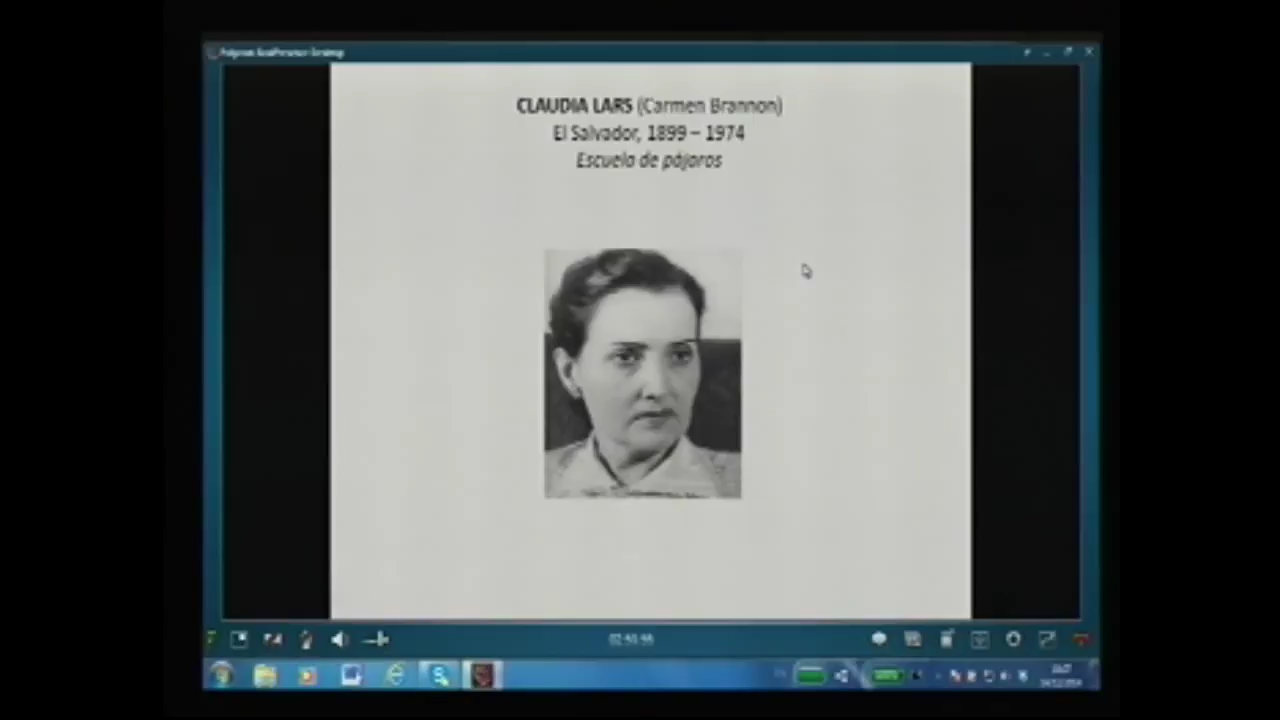 CLAUDIA LARS (Carmen Brannon)
El Salvador, 1899 – 1974
Escuela de pájaros